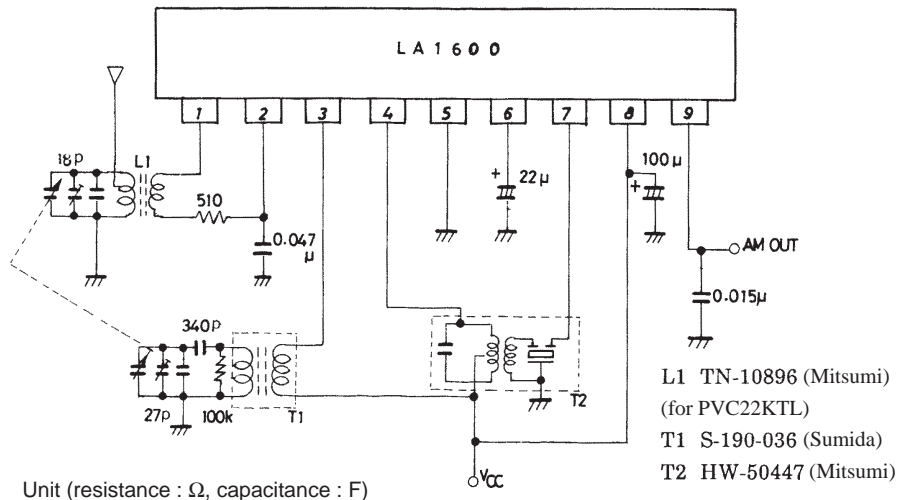 LA1600
1 2 3 4 5 6 7 8 9
18p L1 510 22μ 100μ
+ +
0.047 μ
AM OUT
0.015μ
340p
27p 100k T1 T2
VCC
L1 TN-10896 (Mitsumi)
(for PVC22KTL)
T1 S-190-036 (Sumida)
T2 HW-50447 (Mitsumi)
Unit (resistance : Ω, capacitance : F)